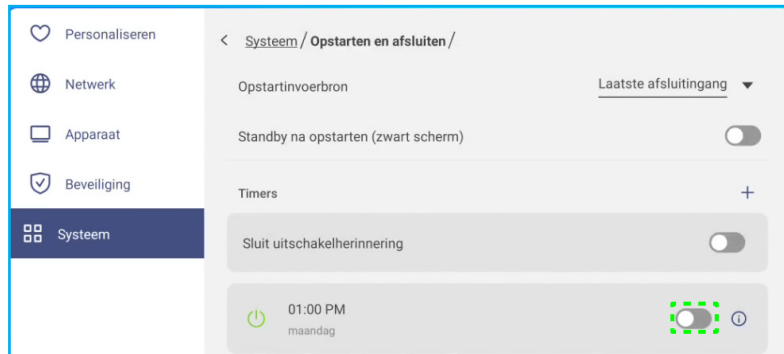 Personaliseren
Netwerk
Apparaat
Beveiliging
Systeem
Systeem / Opstarten en afsluiten /
Opstartinvoerbron Laatste afsluitingang
Standby na opstarten (zwart scherm)
Timers
Sluit uitschakelherinnering
01:00 PM
maandag